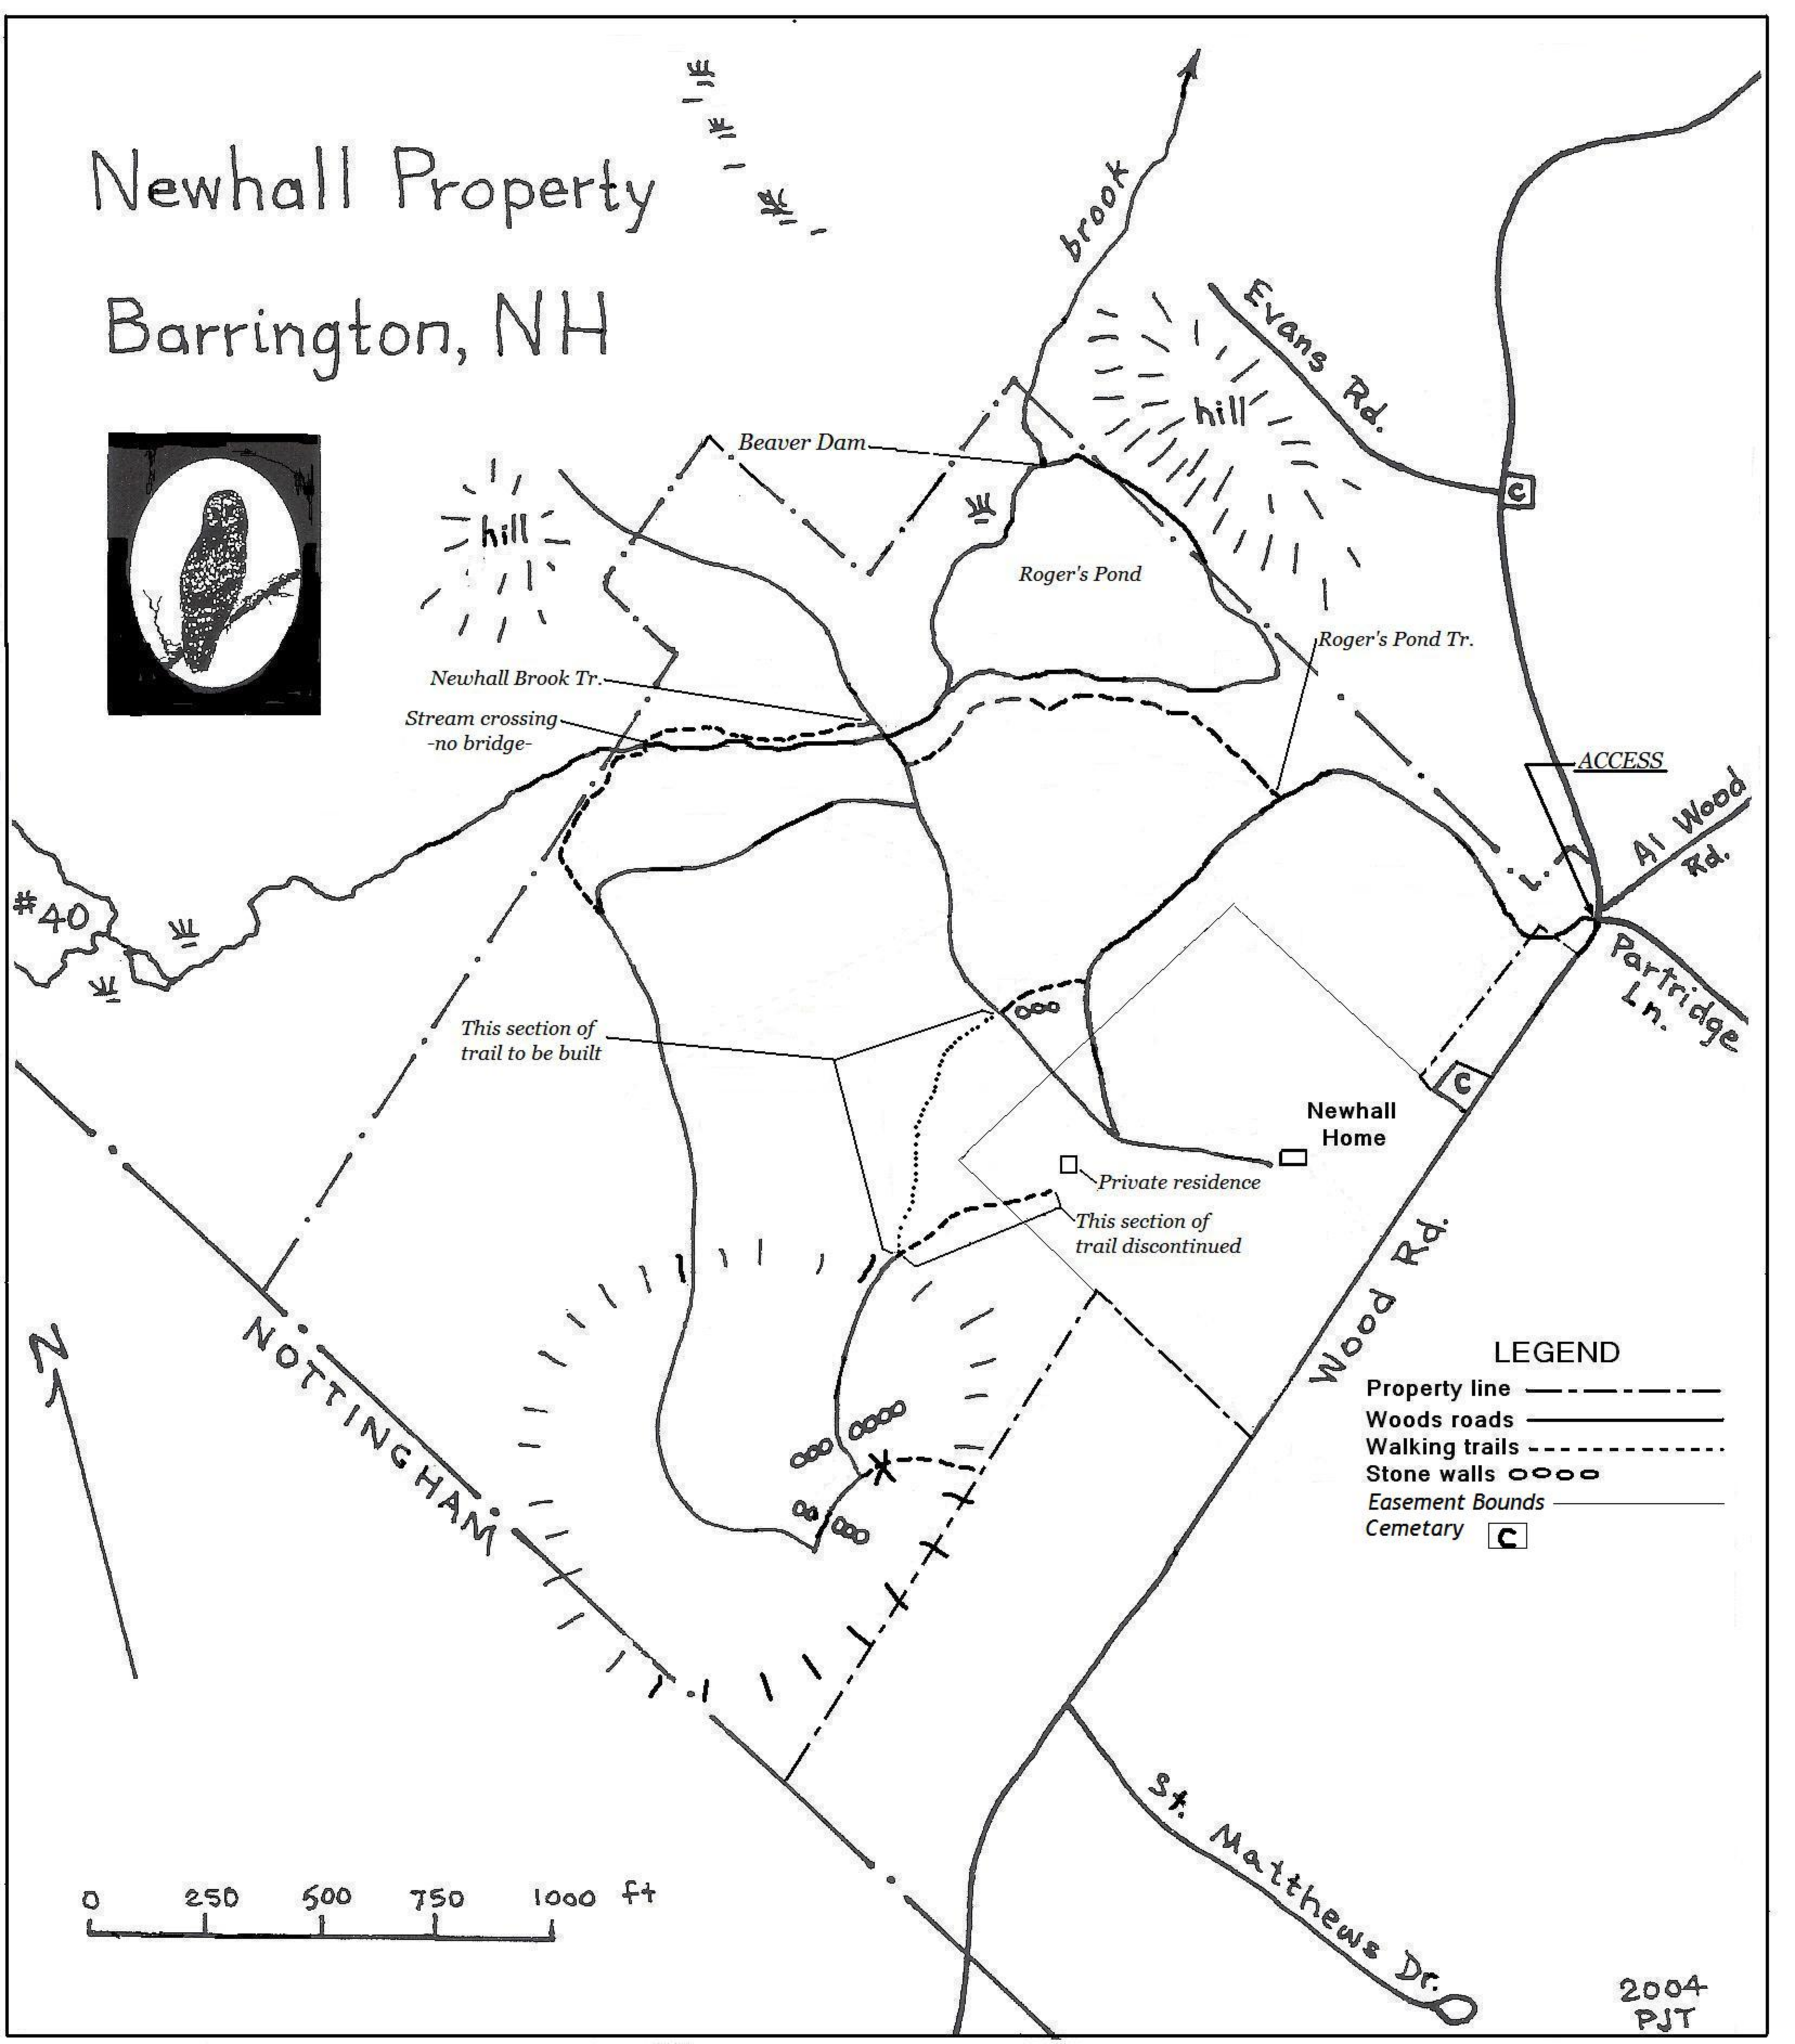 Newhall Property
Barrington, NH
brook
Evans Rd.
hill
C
Beaver Dam
hill
Roger's Pond
Roger's Pond Tr.
Newhall Brook Tr.
Stream crossing
-no bridge-
ACCESS
Al Wood
Rd.
#40
Partridge
Ln.
This section of
trail to be built
C
Newhall
Home
Private residence
This section of
trail discontinued
Wood Rd.
N
NOTTINGHAM
LEGEND
Property line
Woods roads
Walking trails
Stone walls
Easement Bounds
Cemetary C
St. Matthews Dr.
0 250 500 750 1000 ft
2004
PJT